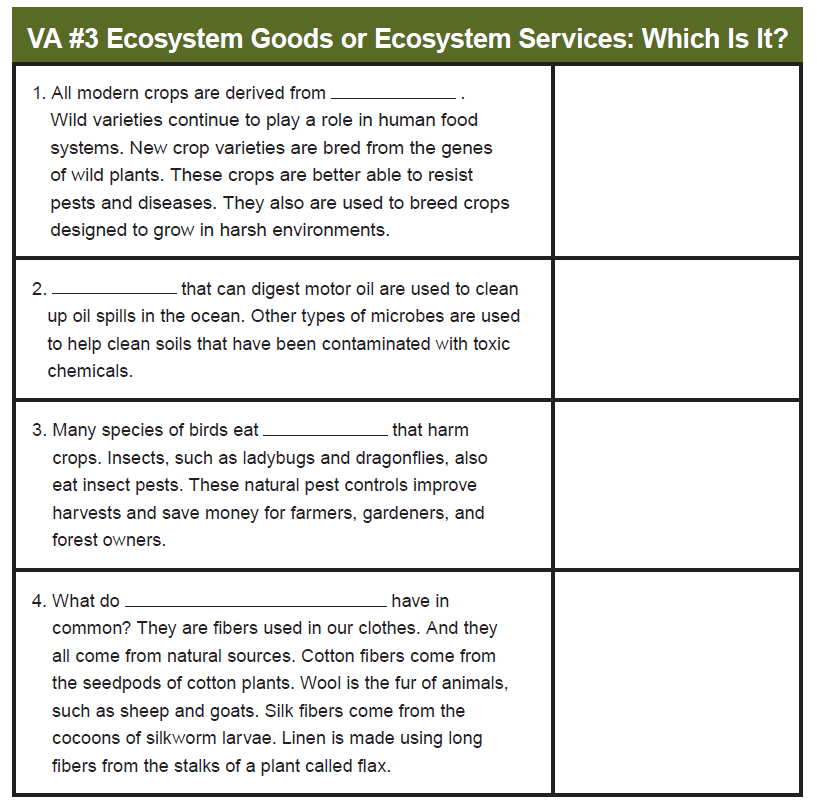 VA #3 Ecosystem Goods or Ecosystem Services: Which Is It?
1. All modern crops are derived from _____________ .
Wild varieties continue to play a role in human food
systems. New crop varieties are bred from the genes
of wild plants. These crops are better able to resist
pests and diseases. They also are used to breed crops
designed to grow in harsh environments.
2. _____________ that can digest motor oil are used to clean
up oil spills in the ocean. Other types of microbes are used
to help clean soils that have been contaminated with toxic
chemicals.
3. Many species of birds eat _____________ that harm
crops. Insects, such as ladybugs and dragonflies, also
eat insect pests. These natural pest controls improve
harvests and save money for farmers, gardeners, and
forest owners.
4. What do ___________________________ have in
common? They are fibers used in our clothes. And they
all come from natural sources. Cotton fibers come from
the seedpods of cotton plants. Wool is the fur of animals,
such as sheep and goats. Silk fibers come from the
cocoons of silkworm larvae. Linen is made using long
fibers from the stalks of a plant called flax.